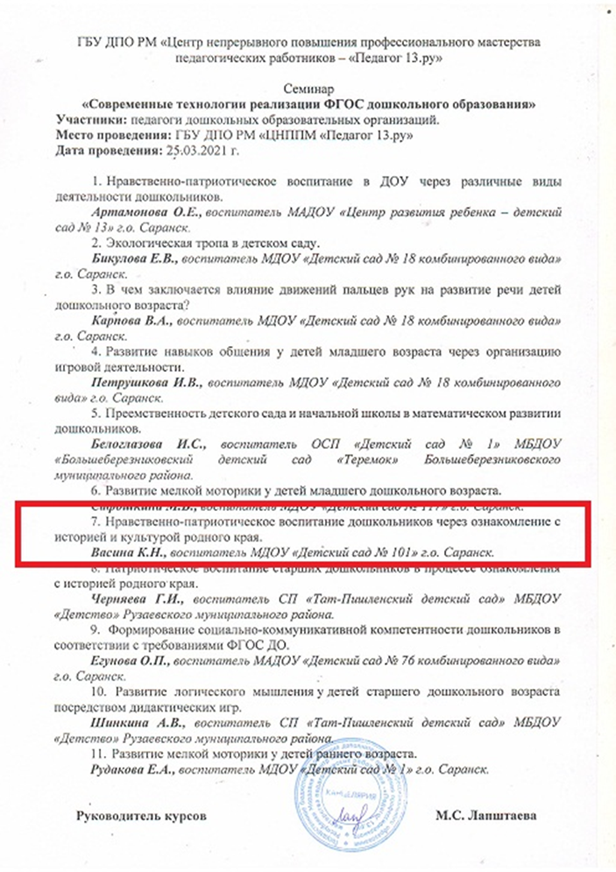 ГБУ ДПО РМ «Центр непрерывного повышения профессионального мастерства
педагогических работников – «Педагог 13.ру»
Семинар
«Современные технологии реализации ФГОС дошкольного образования»
Участники: педагоги дошкольных образовательных организаций.
Место проведения: ГБУ ДПО РМ «ЦНППМ «Педагог 13.ру»
Дата проведения: 25.03.2021 г.
1. Нравственно-патриотическое воспитание в ДОУ через различные виды
деятельности дошкольников.
Артамонова О.Е., воспитатель МАДОУ «Центр развития ребенка – детский
сад № 13» г.о. Саранск.
2. Экологическая тропа в детском саду.
Бикулова Е.В., воспитатель МДОУ «Детский сад № 18 комбинированного вида»
г.о. Саранск.
3. В чем заключается влияние движений пальцев рук на развитие речи детей
дошкольного возраста?
Карпова В.А., воспитатель МДОУ «Детский сад № 18 комбинированного вида»
г.о. Саранск.
4. Развитие навыков общения у детей младшего возраста через организацию
игровой деятельности.
Петрушкова И.В., воспитатель МДОУ «Детский сад № 18 комбинированного
вида» г.о. Саранск.
5. Преемственность детского сада и начальной школы в математическом развитии
дошкольников.
Белоглазова И.С., воспитатель ОСП «Детский сад № 1» МБДОУ
«Большеберезниковский детский сад «Теремок» Большеберезниковского
муниципального района.
6. Развитие мелкой моторики у детей младшего дошкольного возраста.
М.В., воспитатель МДОУ «Детский сад № 117» г.о. Саранск.
7. Нравственно-патриотическое воспитание дошкольников через ознакомление с
историей и культурой родного края.
Васина К.Н., воспитатель МДОУ «Детский сад № 101» г.о. Саранск.
8. Патриотическое воспитание старших дошкольников в процессе ознакомления
с историей родного края.
Черняева Г.И., воспитатель СП «Тат-Пишленский детский сад» МБДОУ
«Детство» Рузаевского муниципального района.
9. Формирование социально-коммуникативной компетентности дошкольников в
соответствии с требованиями ФГОС ДО.
Егунова О.П., воспитатель МАДОУ «Детский сад № 76 комбинированного вида»
г.о. Саранск.
10. Развитие логического мышления у детей старшего дошкольного возраста
посредством дидактических игр.
Шинкина А.В., воспитатель СП «Тат-Пишленский детский сад» МБДОУ
«Детство» Рузаевского муниципального района.
11. Развитие мелкой моторики у детей раннего возраста.
Рудакова Е.А., воспитатель МДОУ «Детский сад № 1» г.о. Саранск.
КАНЦЕЛЯРИЯ
Руководитель курсов М.С. Лапштаева